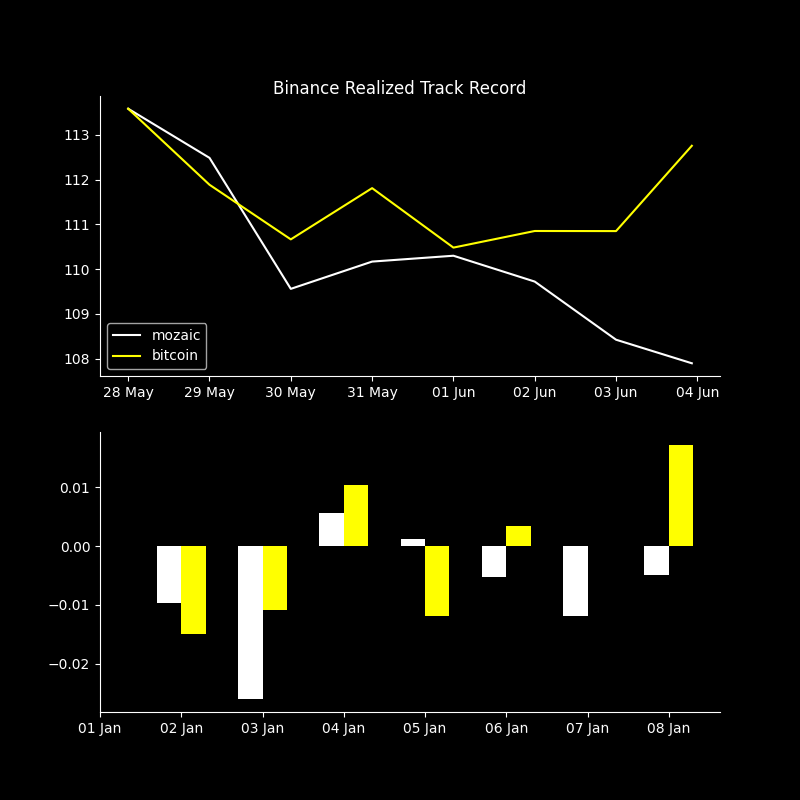 Binance Realized Track Record
113
112
111
110
109
108
mozaic
bitcoin
28 May 29 May 30 May 31 May 01 Jun 02 Jun 03 Jun 04 Jun
0.01
0.00
−0.01
−0.02
01 Jan 02 Jan 03 Jan 04 Jan 05 Jan 06 Jan 07 Jan 08 Jan